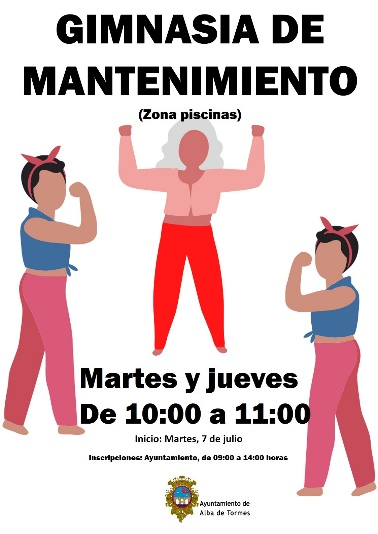 GIMNASIA DE
MANTENIMIENTO
(Zona piscinas)
Martes y jueves
De 10:00 a 11:00
Inicio: Martes, 7 de julio
Inscripciones: Ayuntamiento, de 09:00 a 14:00 horas
Ayuntamiento de
Alba de Tormes